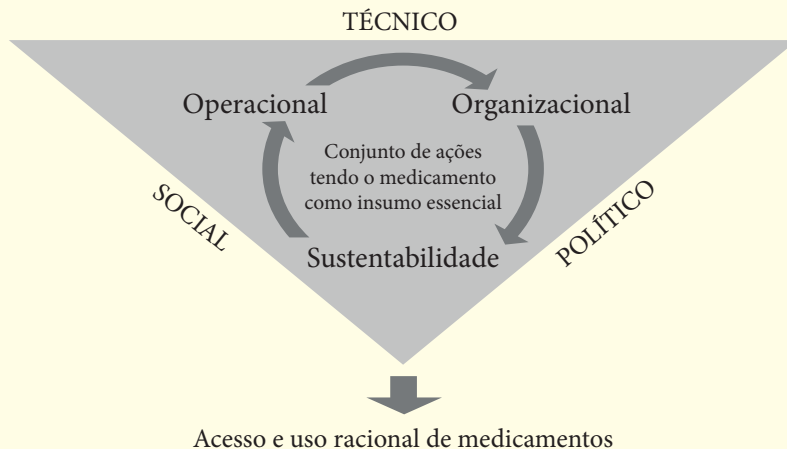 TÉCNICO
Operacional
Organizacional
Conjunto de ações
tendo o medicamento
como insumo essencial
SOCIAL
POLÍTICO
Sustentabilidade
Acesso e uso racional de medicamentos